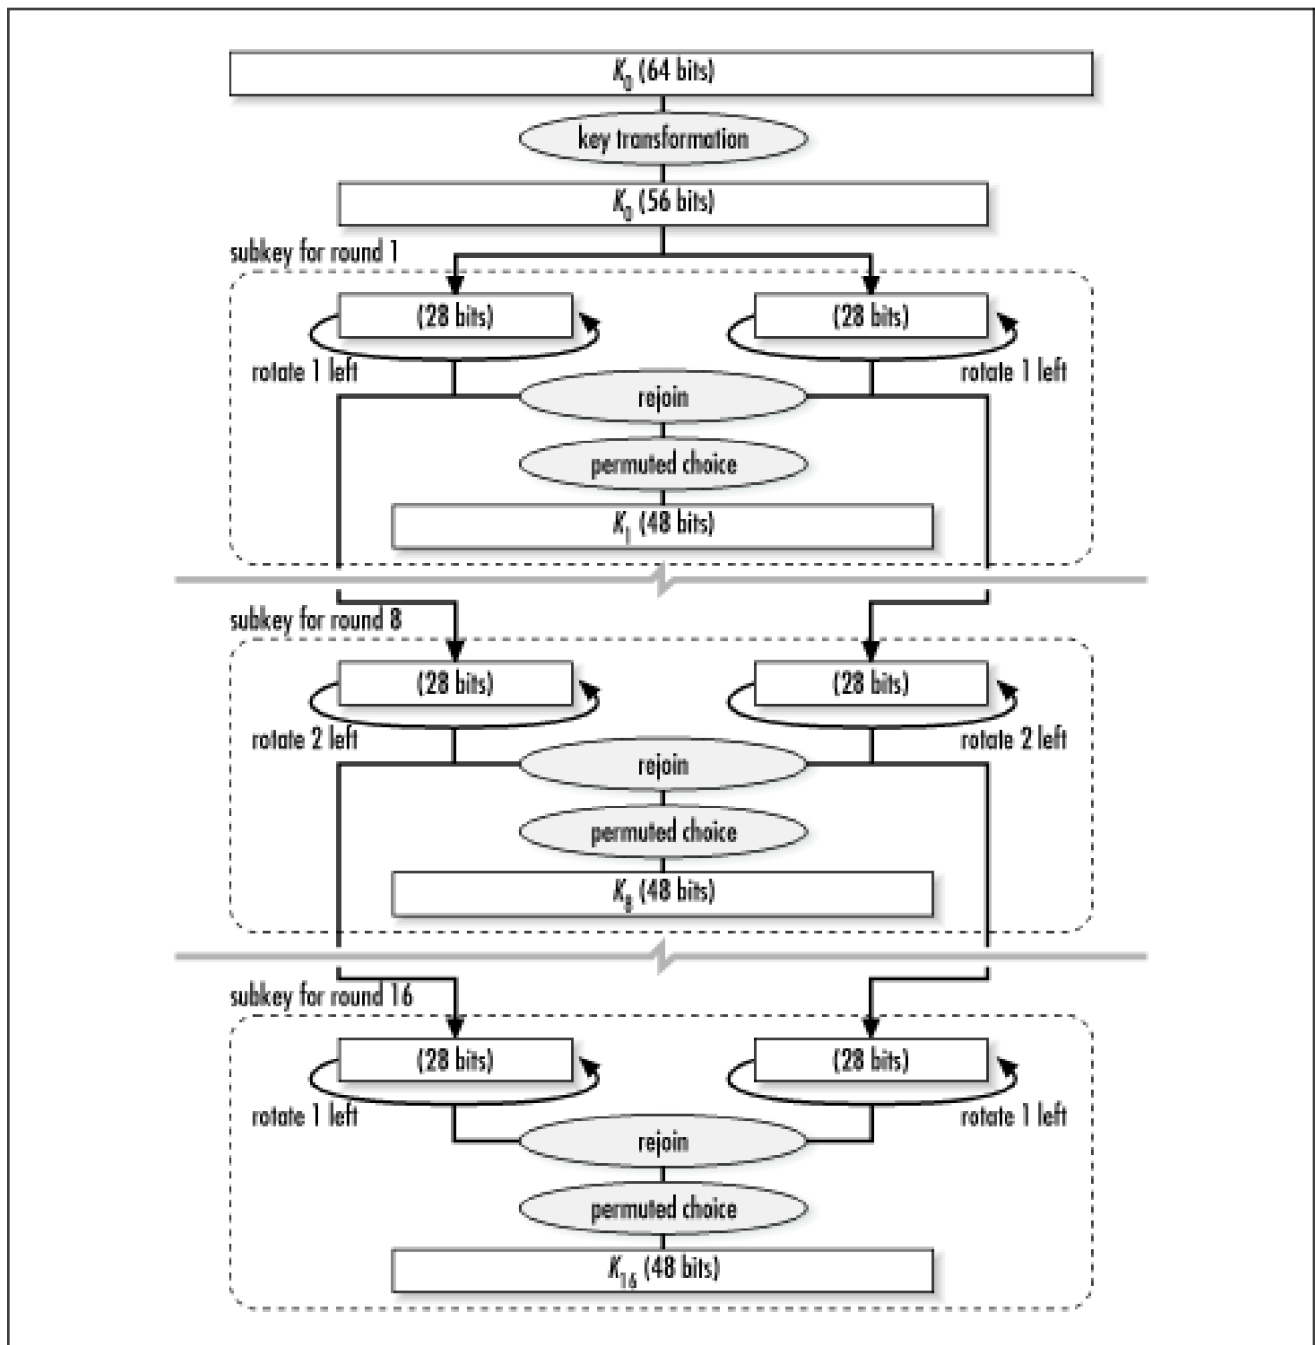 K0 (64 bits)
key transformation
K0 (56 bits)
subkey for round 1
(28 bits) (28 bits)
rotate 1 left rotate 1 left
rejoin
permuted choice
K1 (48 bits)
subkey for round 8
(28 bits) (28 bits)
rotate 2 left rotate 2 left
rejoin
permuted choice
K8 (48 bits)
subkey for round 16
(28 bits) (28 bits)
rotate 1 left rotate 1 left
rejoin
permuted choice
K16 (48 bits)